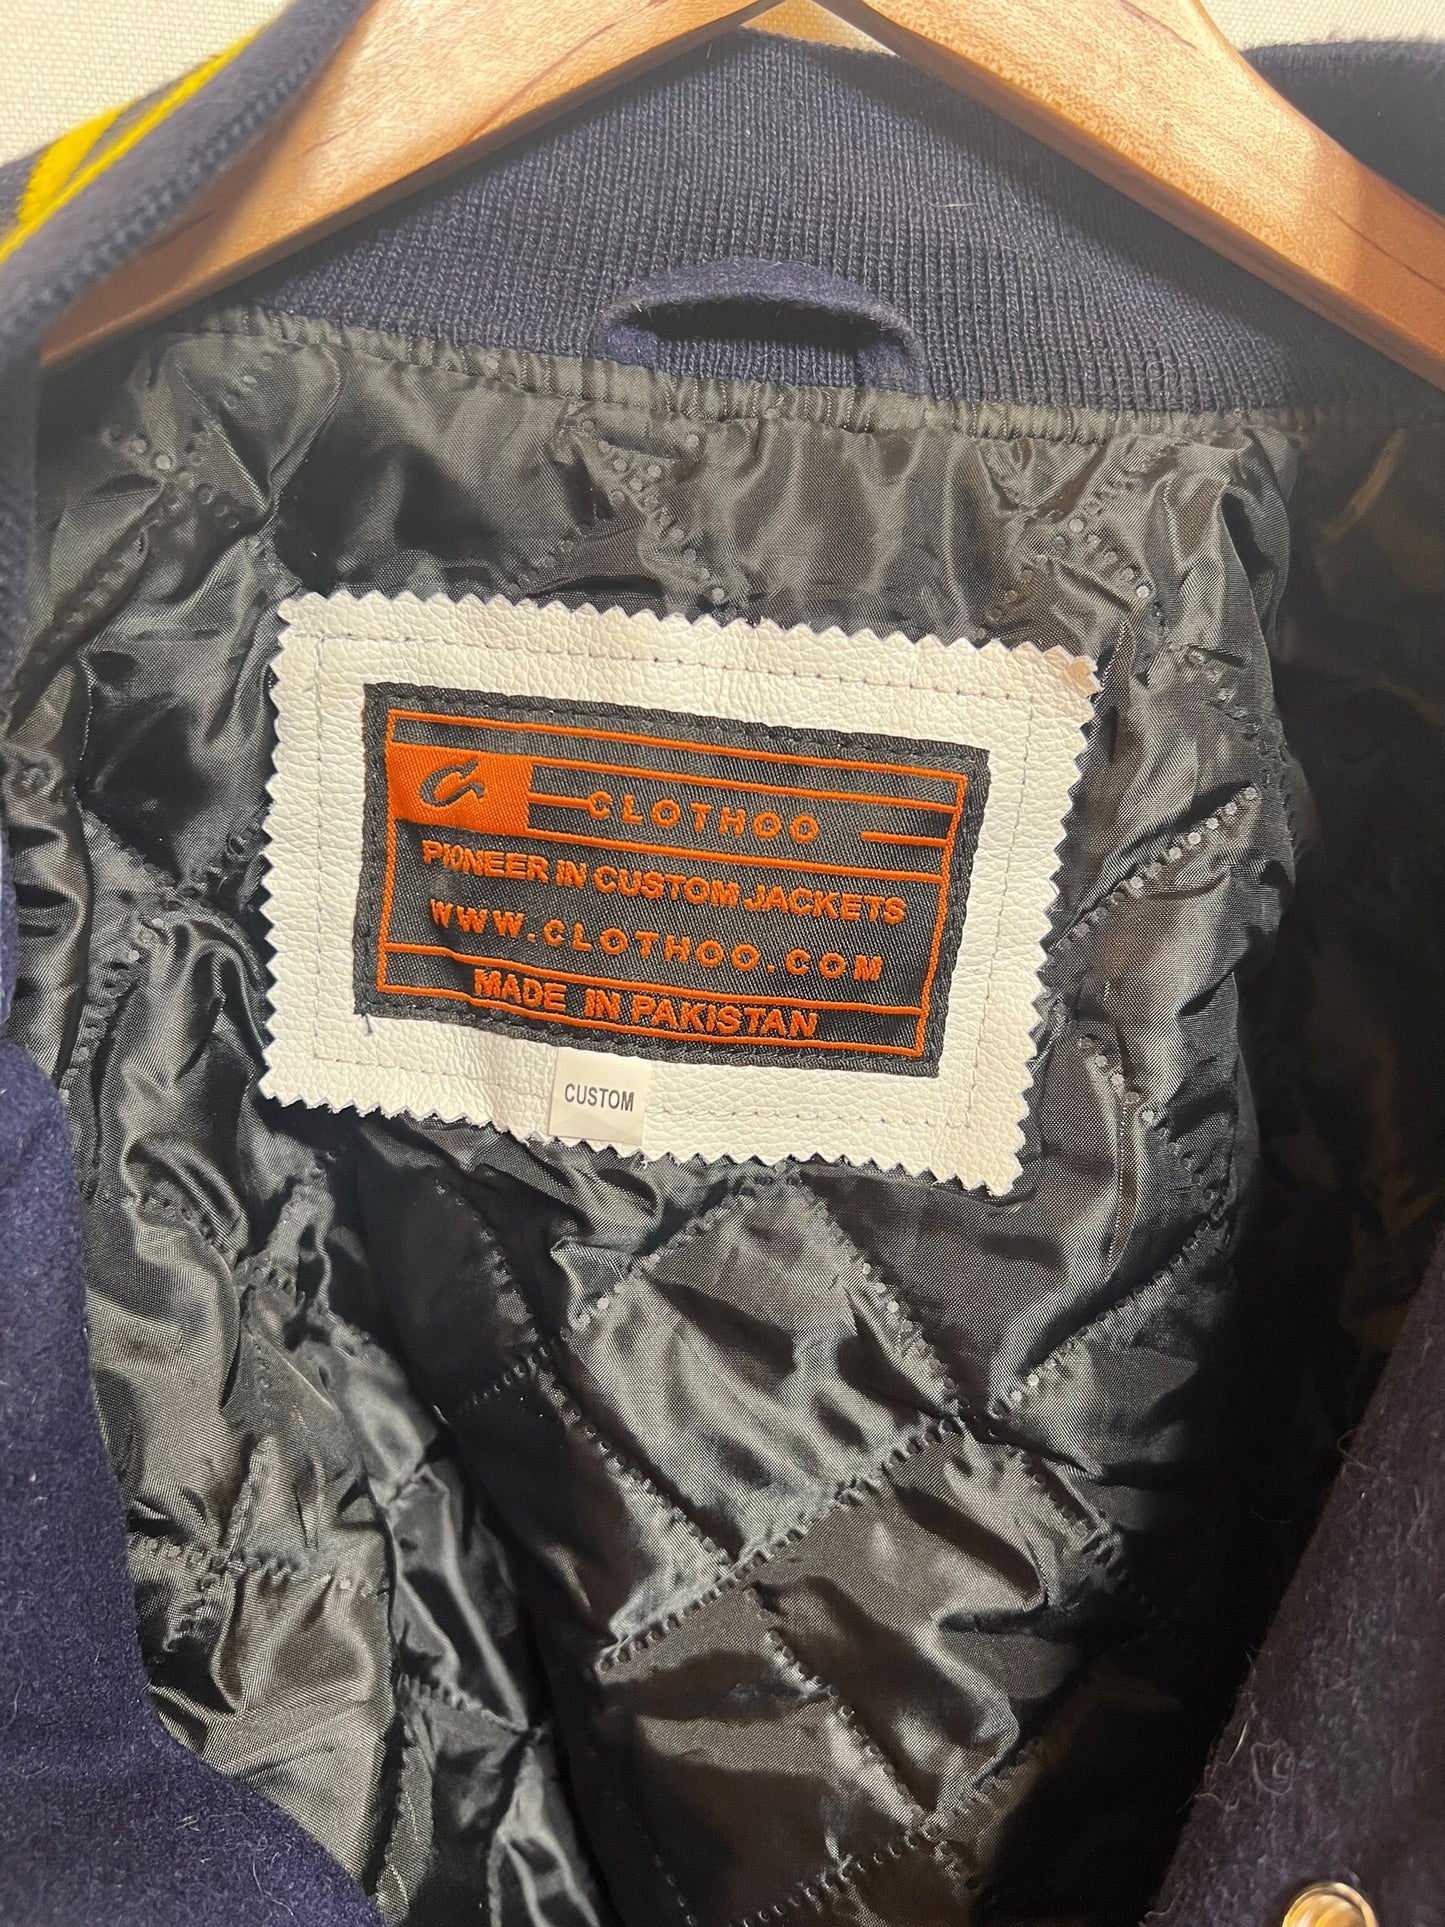 CLOTHOO
PIONEER IN CUSTOM JACKETS
WWW.CLOTHOO.COM
MADE IN PAKISTAN
CUSTOM